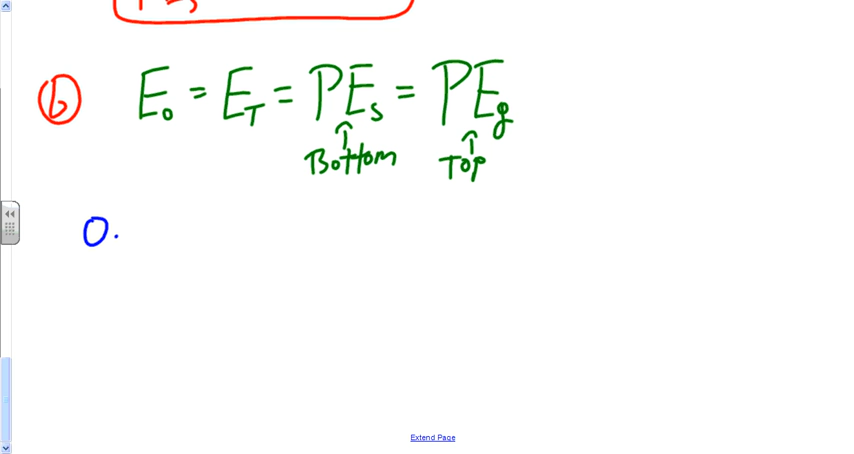 b E₀ = E_T = PE_s = PE_g
↑ ↑
Bottom Top
0.
Extend Page